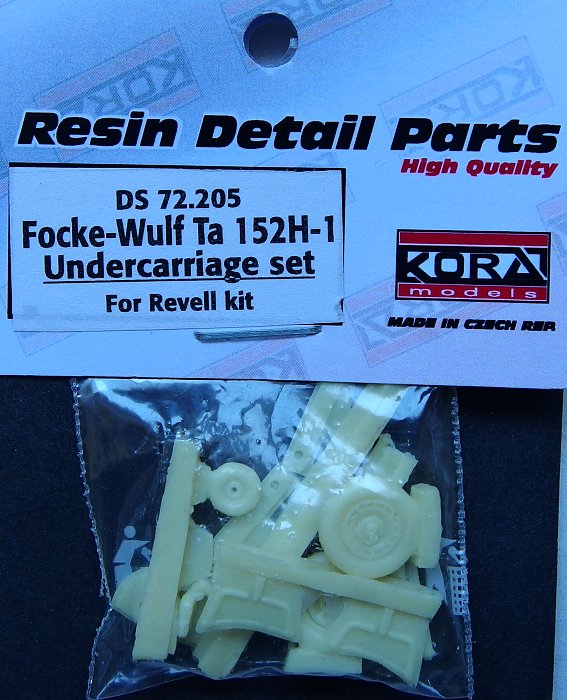 Resin Detail Parts
High Quality
DS 72.205
Focke-Wulf Ta 152H-1
Undercarriage set
For Revell kit
KORA
models
MADE IN CZECH REP.